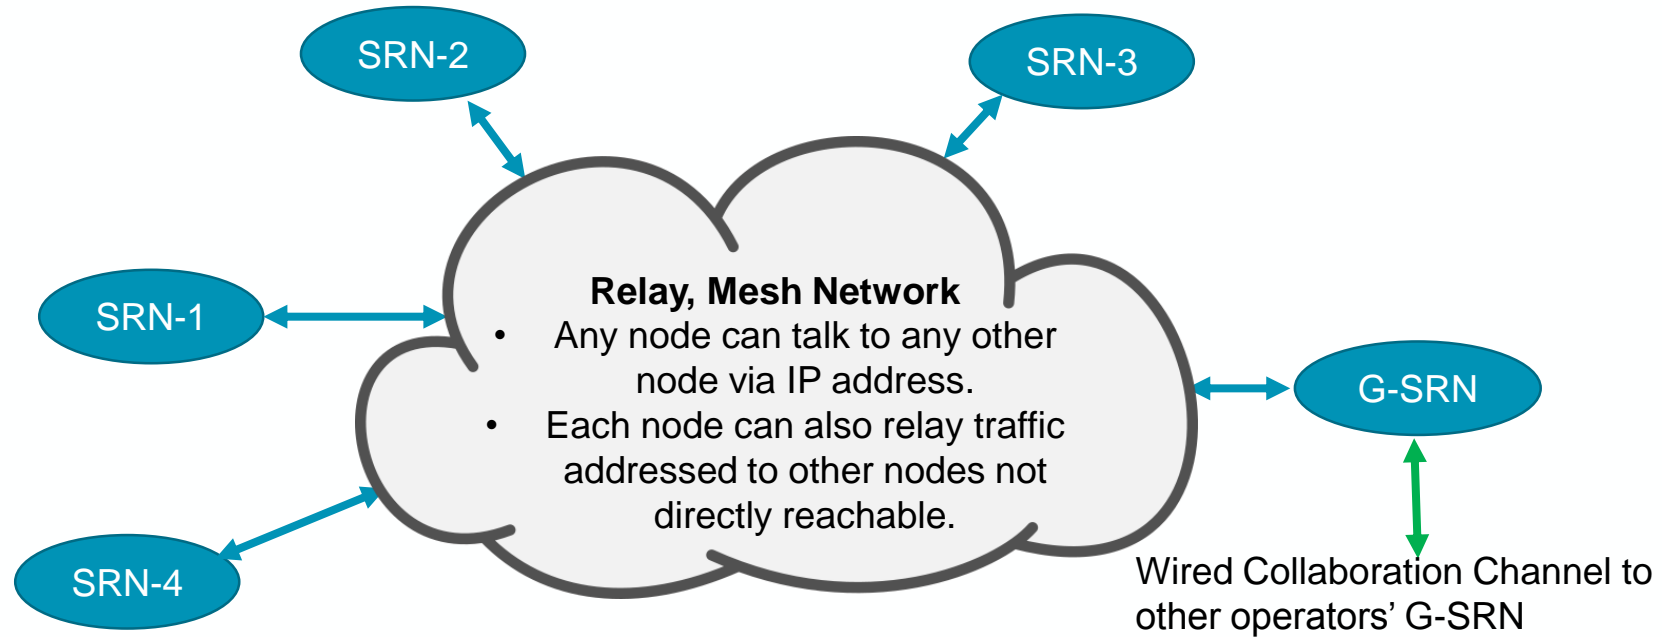 SRN-2
SRN-3
SRN-1
Relay, Mesh Network
• Any node can talk to any other
node via IP address.
• Each node can also relay traffic
addressed to other nodes not
directly reachable.
G-SRN
SRN-4
Wired Collaboration Channel to
other operators’ G-SRN